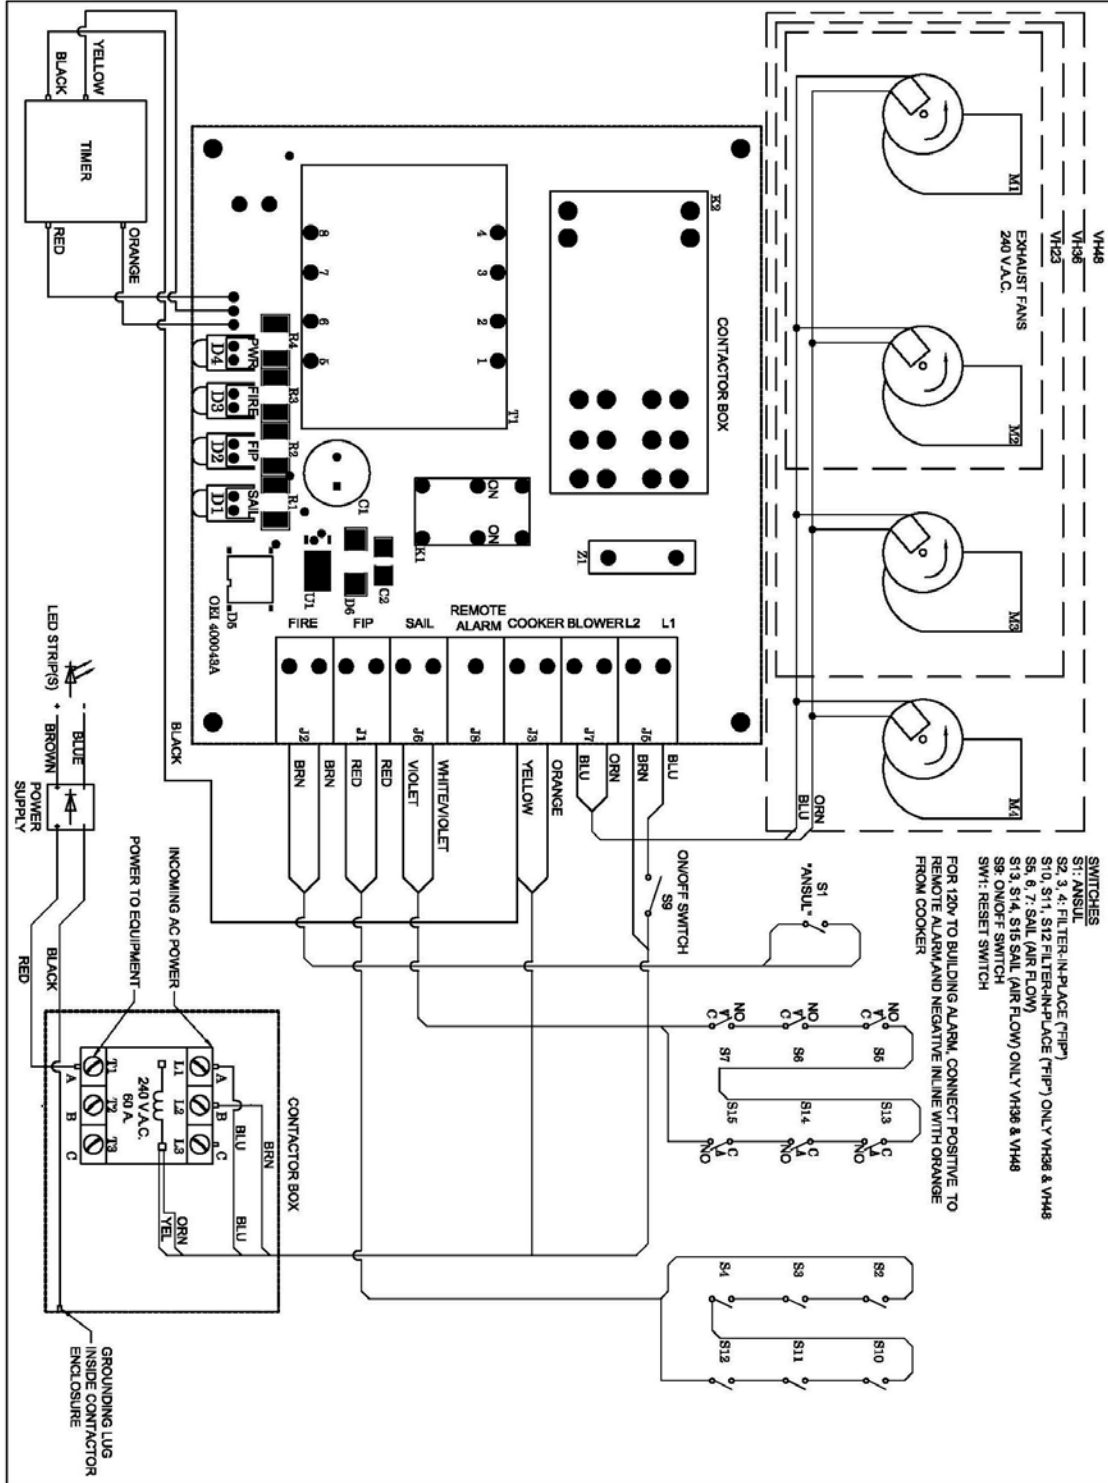 VH48
VH36
VH23
EXHAUST FANS
240 V.A.C.
M1
M2
M3
M4
ORN
BLU
SWITCHES
S1: ANSUL
S2, 3, 4: FILTER-IN-PLACE ("FIP")
S10, S11, S12 FILTER-IN-PLACE ("FIP") ONLY VH36 & VH48
S5, 6, 7: SAIL (AIR FLOW)
S13, S14, S15 SAIL (AIR FLOW) ONLY VH36 & VH48
S9: ON/OFF SWITCH
SW1: RESET SWITCH
FOR 120v TO BUILDING ALARM, CONNECT POSITIVE TO
REMOTE ALARM,AND NEGATIVE INLINE WITH ORANGE
FROM COOKER
YELLOW
BLACK
TIMER
ORANGE
RED
K2
CONTACTOR BOX
T1
4
3
2
1
8
7
6
5
R4
R3
R2
R1
PWR
D4
FIRE
D3
FIP
D2
SAIL
D1
C1
ON
ON
K1
Z1
C2
D6
U1
D5
OEI 400043A
FIRE
FIP
SAIL
REMOTE
ALARM
COOKER
BLOWER
L2
L1
J2
J1
J6
J8
J3
J7
J5
BRN
BRN
RED
RED
VIOLET
WHITE/VIOLET
YELLOW
ORANGE
BLU
ORN
BRN
BLU
BLACK
S9
ON/OFF SWITCH
S1
"ANSUL"
NO
C
S7
NO
C
S6
NO
C
S5
S15
C
NO
S14
C
NO
S13
C
NO
S4
S3
S2
S12
S11
S10
LED STRIP(S)
-
+
BLUE
BROWN
POWER
SUPPLY
BLACK
RED
POWER TO EQUIPMENT
INCOMING AC POWER
CONTACTOR BOX
L1
L2
L3
A
B
C
T1
T2
T3
A
B
C
240 V.A.C.
60 A.
BRN
BLU
BLU
ORN
YEL
GROUNDING LUG
INSIDE CONTACTOR
ENCLOSURE